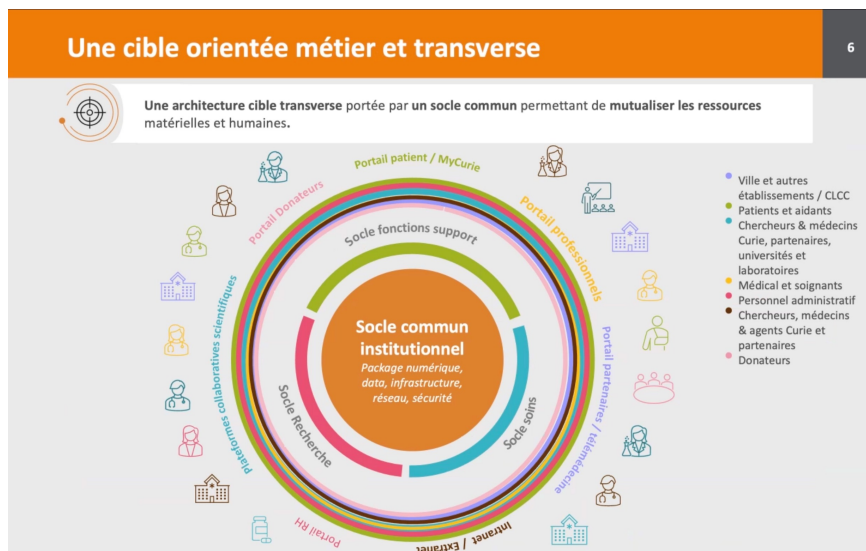 Une cible orientée métier et transverse
6
Une architecture cible transverse portée par un socle commun permettant de mutualiser les ressources
matérielles et humaines.
Portail patient / MyCurie
Portail Donateurs
Portail professionnels
Socle fonctions support
Plateformes collaboratives scientifiques
Portail partenaires / télémédecine
Socle commun
institutionnel
Package numérique,
data, infrastructure,
réseau, sécurité
Socle Recherche
Socle soins
Portail RH
Intranet / Extranet
Ville et autres
établissements / CLCC
Patients et aidants
Chercheurs & médecins
Curie, partenaires,
universités et
laboratoires
Médical et soignants
Personnel administratif
Chercheurs, médecins
& agents Curie et
partenaires
Donateurs